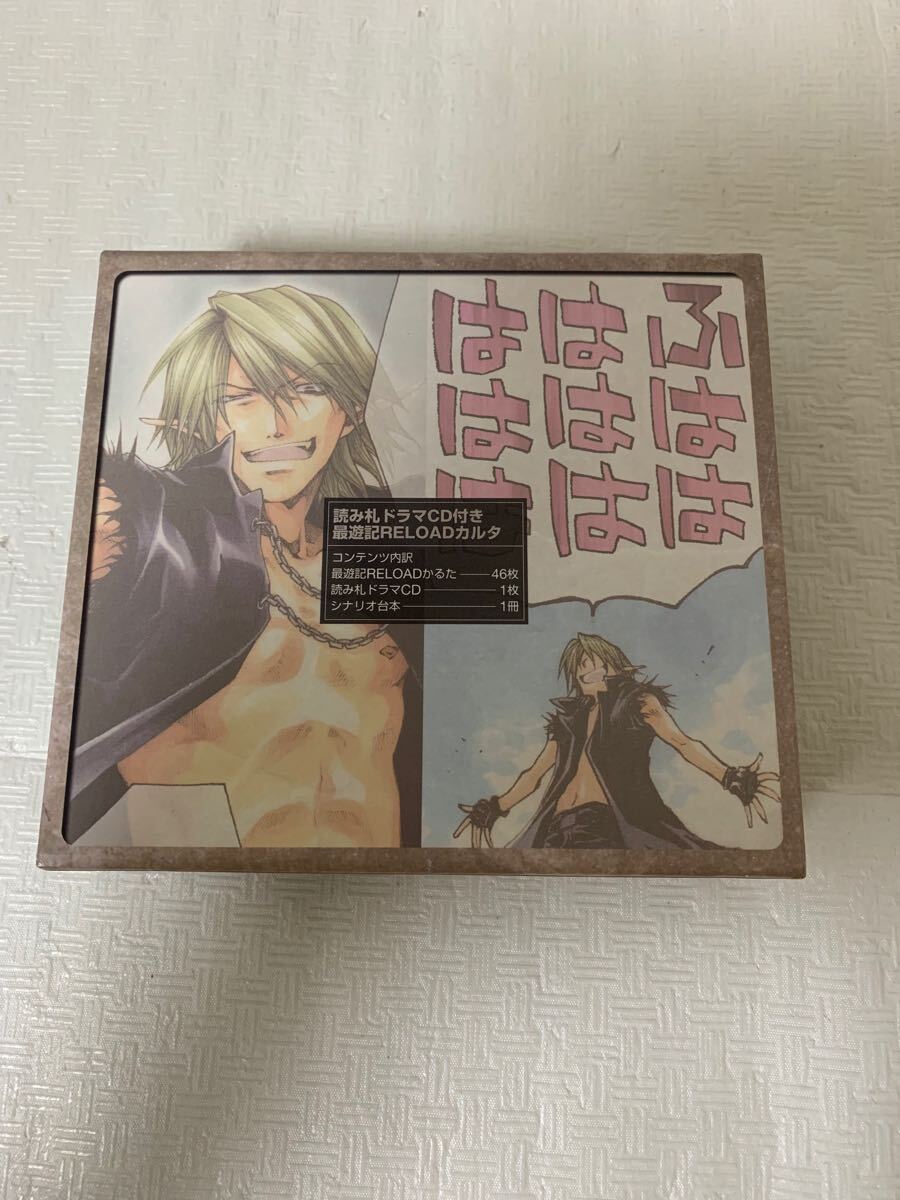 ふはは
ははは
はは
読み札ドラマCD付き
最遊記RELOADカルタ
コンテンツ内訳
最遊記RELOADかるた――46枚
読み札ドラマCD――――1枚
シナリオ台本―――――1冊